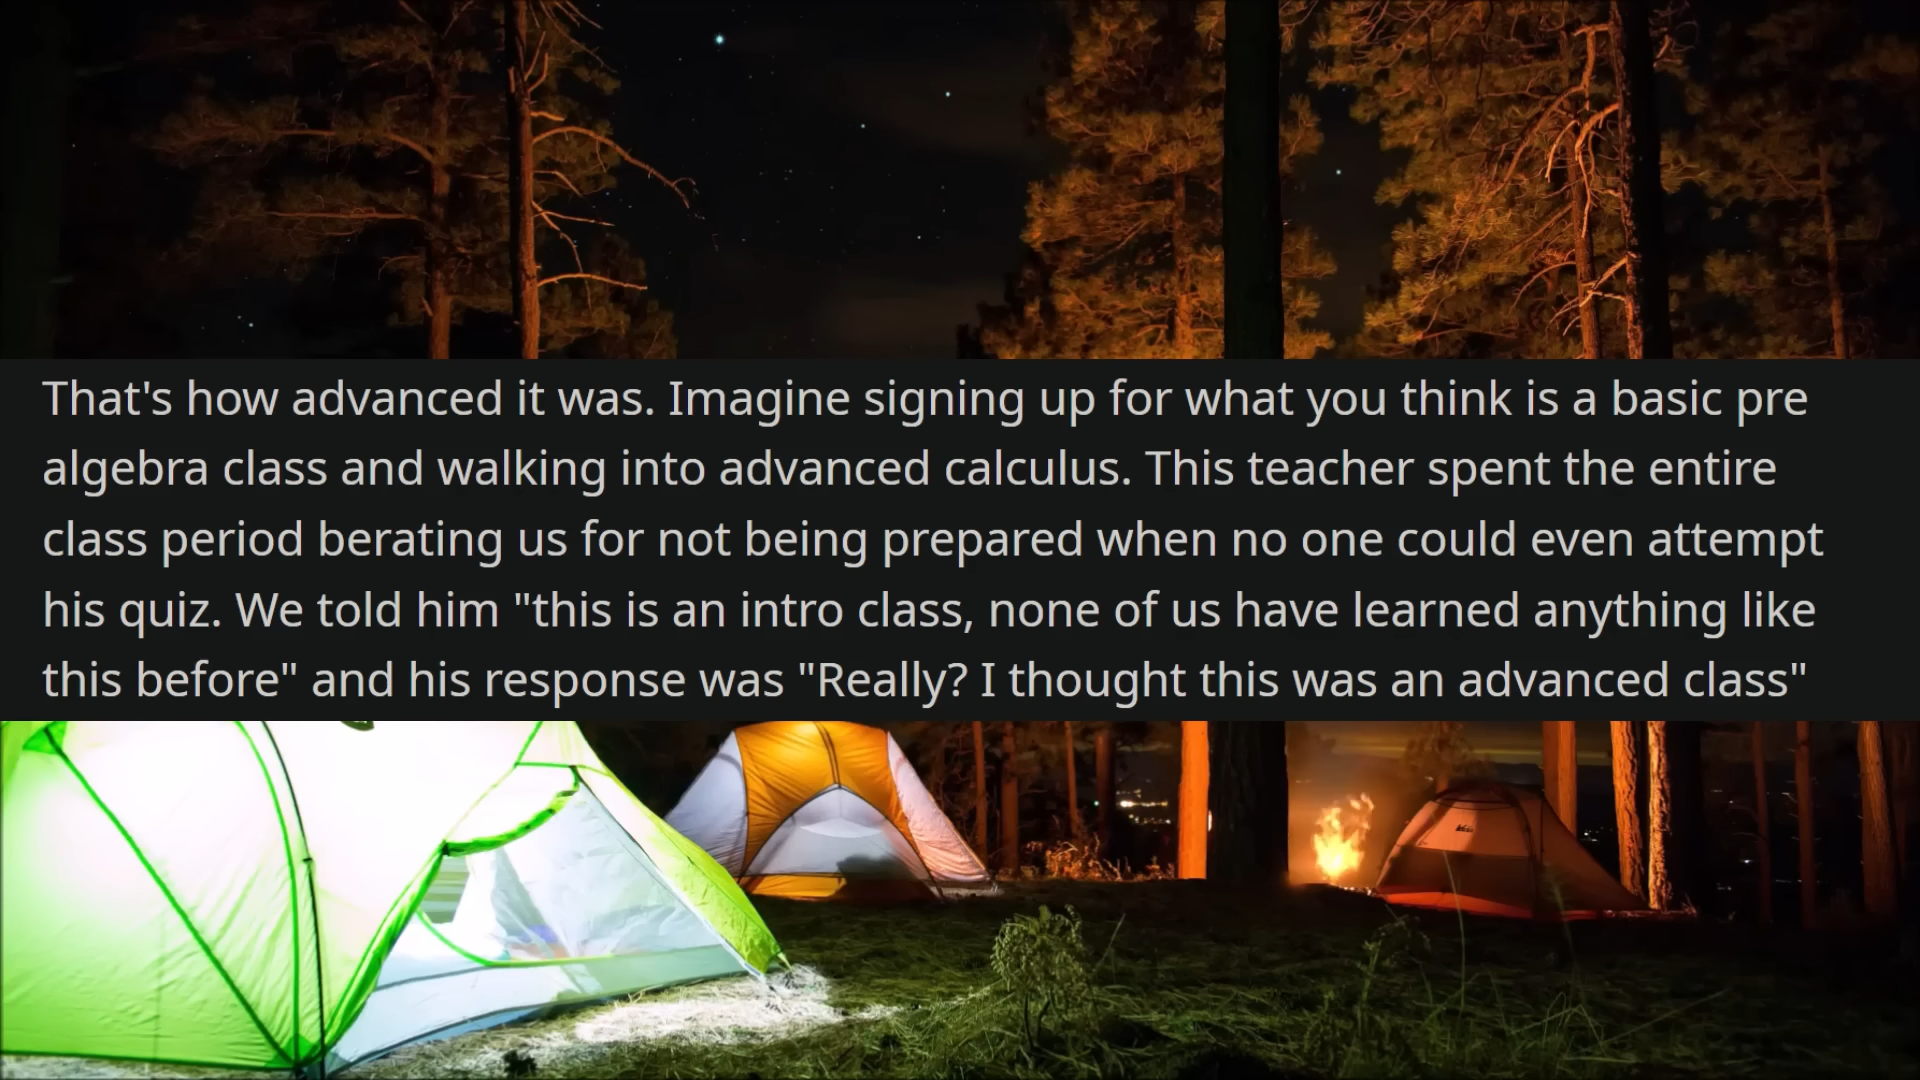 That's how advanced it was. Imagine signing up for what you think is a basic pre
algebra class and walking into advanced calculus. This teacher spent the entire
class period berating us for not being prepared when no one could even attempt
his quiz. We told him "this is an intro class, none of us have learned anything like
this before" and his response was "Really? I thought this was an advanced class"